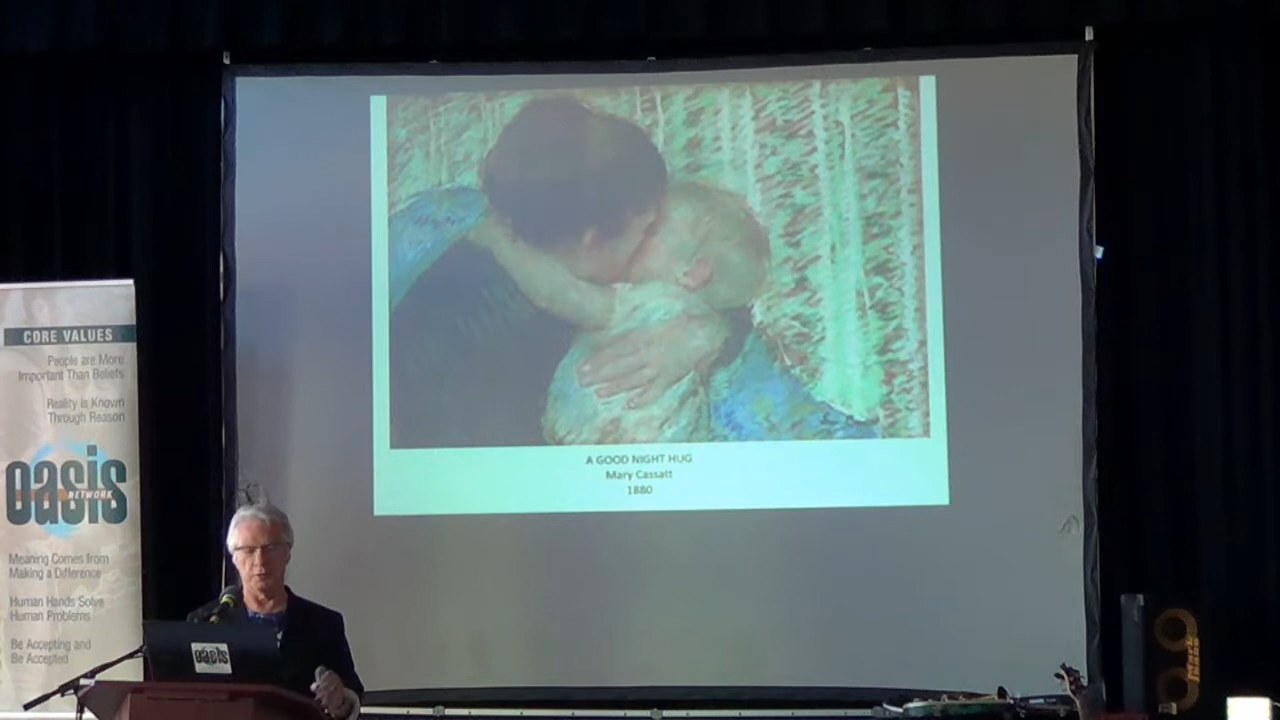 CORE VALUES
People are More
Important Than Beliefs
Reality is Known
Through Reason
oasis
NETWORK
Meaning Comes from
Making a Difference
Human Hands Solve
Human Problems
Be Accepting and
Be Accepted
oasis
A GOOD NIGHT HUG
Mary Cassatt
1880